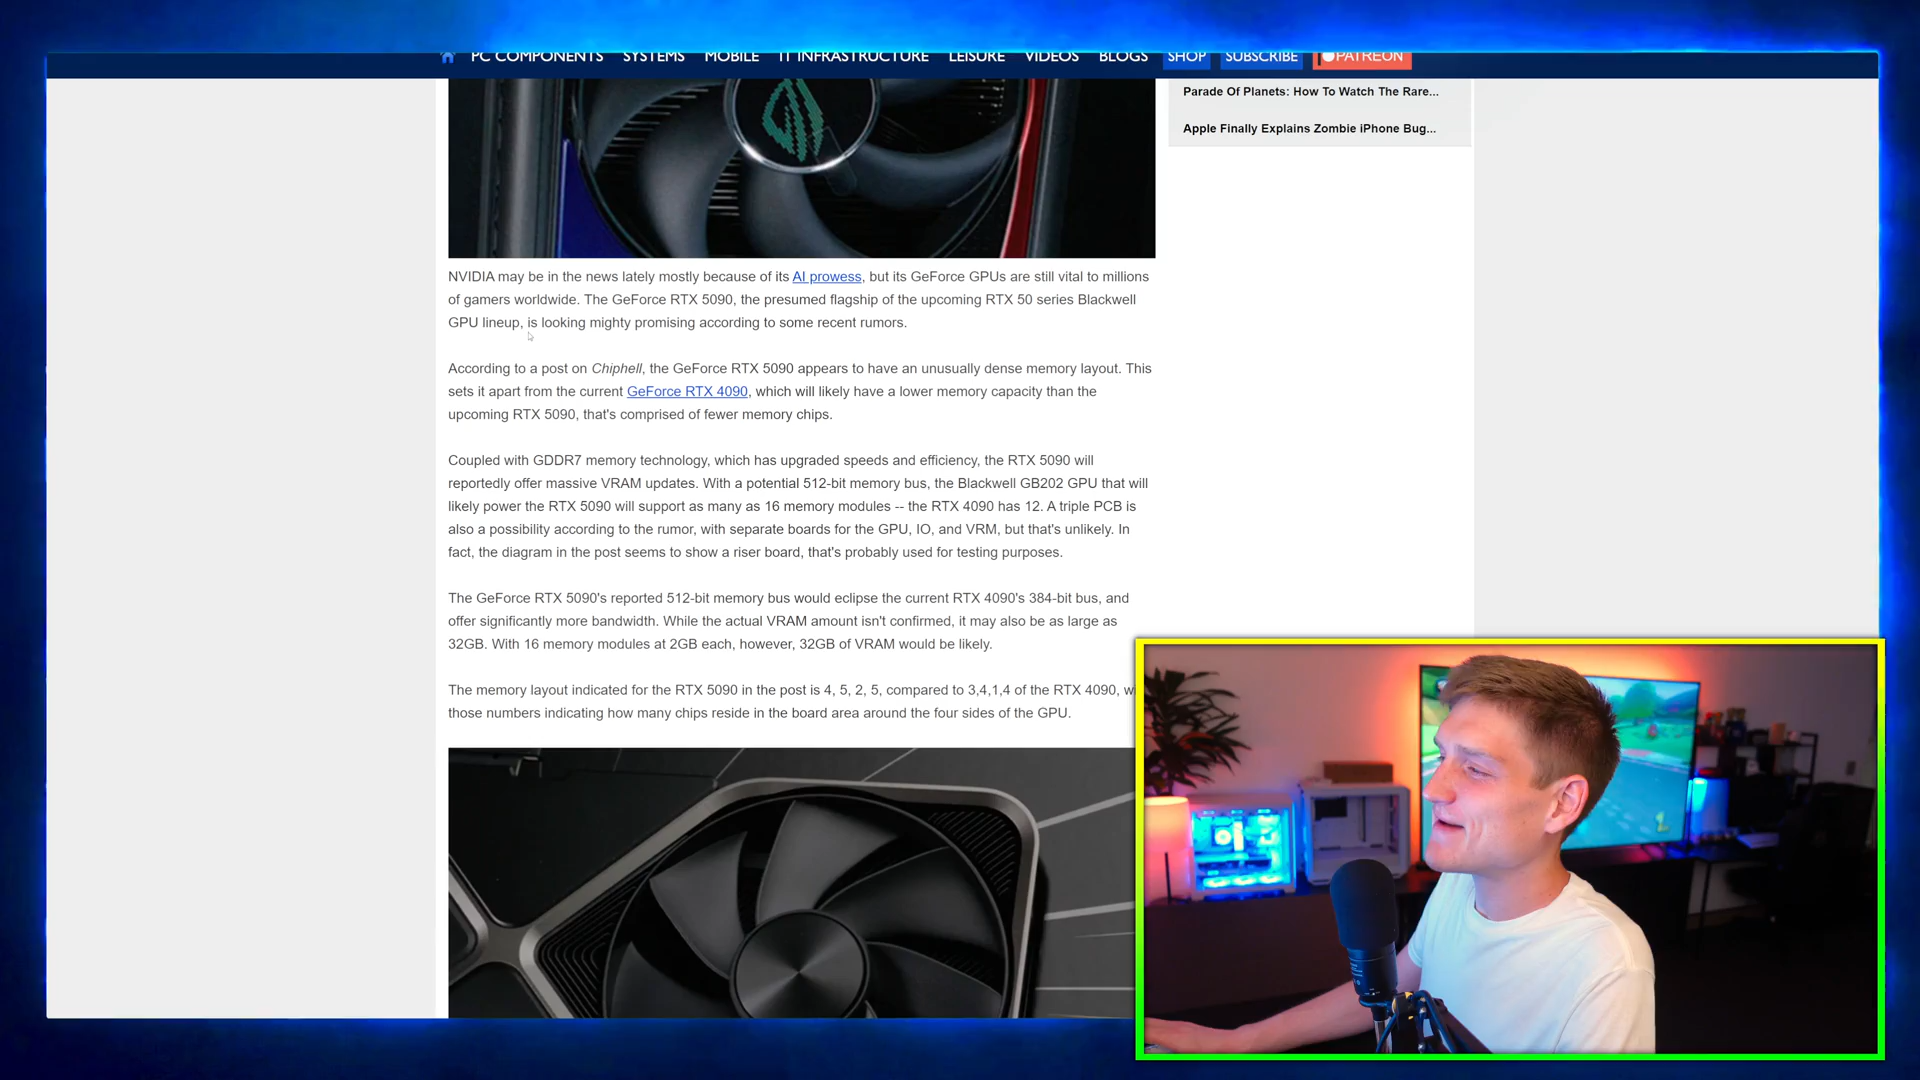 PC COMPONENTS SYSTEMS MOBILE IT INFRASTRUCTURE LEISURE VIDEOS BLOGS SHOP SUBSCRIBE PATREON
Parade Of Planets: How To Watch The Rare...
Apple Finally Explains Zombie iPhone Bug...
NVIDIA may be in the news lately mostly because of its AI prowess, but its GeForce GPUs are still vital to millions
of gamers worldwide. The GeForce RTX 5090, the presumed flagship of the upcoming RTX 50 series Blackwell
GPU lineup, is looking mighty promising according to some recent rumors.
According to a post on Chiphell, the GeForce RTX 5090 appears to have an unusually dense memory layout. This
sets it apart from the current GeForce RTX 4090, which will likely have a lower memory capacity than the
upcoming RTX 5090, that's comprised of fewer memory chips.
Coupled with GDDR7 memory technology, which has upgraded speeds and efficiency, the RTX 5090 will
reportedly offer massive VRAM updates. With a potential 512-bit memory bus, the Blackwell GB202 GPU that will
likely power the RTX 5090 will support as many as 16 memory modules -- the RTX 4090 has 12. A triple PCB is
also a possibility according to the rumor, with separate boards for the GPU, IO, and VRM, but that's unlikely. In
fact, the diagram in the post seems to show a riser board, that's probably used for testing purposes.
The GeForce RTX 5090's reported 512-bit memory bus would eclipse the current RTX 4090's 384-bit bus, and
offer significantly more bandwidth. While the actual VRAM amount isn't confirmed, it may also be as large as
32GB. With 16 memory modules at 2GB each, however, 32GB of VRAM would be likely.
The memory layout indicated for the RTX 5090 in the post is 4, 5, 2, 5, compared to 3,4,1,4 of the RTX 4090,
those numbers indicating how many chips reside in the board area around the four sides of the GPU.